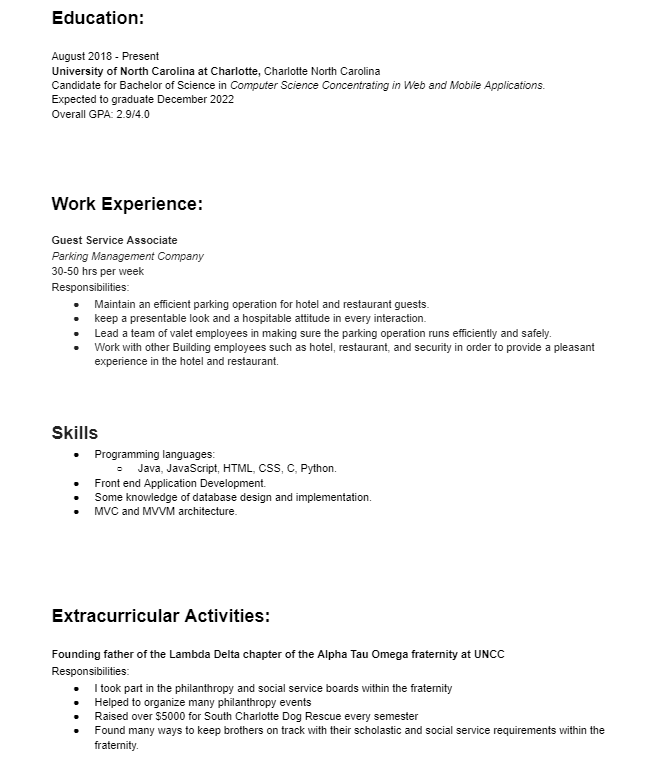 Education:
August 2018 - Present
University of North Carolina at Charlotte, Charlotte North Carolina
Candidate for Bachelor of Science in Computer Science Concentrating in Web and Mobile Applications.
Expected to graduate December 2022
Overall GPA: 2.9/4.0
Work Experience:
Guest Service Associate
Parking Management Company
30-50 hrs per week
Responsibilities:
• Maintain an efficient parking operation for hotel and restaurant guests.
• keep a presentable look and a hospitable attitude in every interaction.
• Lead a team of valet employees in making sure the parking operation runs efficiently and safely.
• Work with other Building employees such as hotel, restaurant, and security in order to provide a pleasant
experience in the hotel and restaurant.
Skills
• Programming languages:
○ Java, JavaScript, HTML, CSS, C, Python.
• Front end Application Development.
• Some knowledge of database design and implementation.
• MVC and MVVM architecture.
Extracurricular Activities:
Founding father of the Lambda Delta chapter of the Alpha Tau Omega fraternity at UNCC
Responsibilities:
• I took part in the philanthropy and social service boards within the fraternity
• Helped to organize many philanthropy events
• Raised over $5000 for South Charlotte Dog Rescue every semester
• Found many ways to keep brothers on track with their scholastic and social service requirements within the
fraternity.